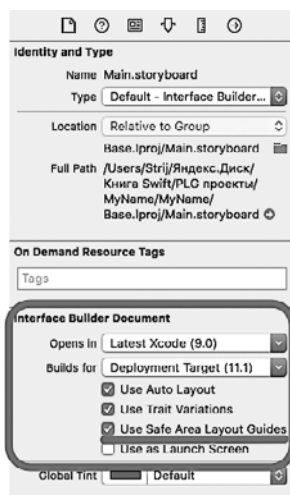 Identity and Type
Name Main.storyboard
Type Default - Interface Builder...
Location Relative to Group
Base.lproj/Main.storyboard
Full Path /Users/Strij/Яндекс.Диск/
Книга Swift/PLG проекты/
MyName/MyName/
Base.lproj/Main.storyboard
On Demand Resource Tags
Tags
Interface Builder Document
Opens in Latest Xcode (9.0)
Builds for Deployment Target (11.1)
Use Auto Layout
Use Trait Variations
Use Safe Area Layout Guides
Use as Launch Screen
Global Tint Default